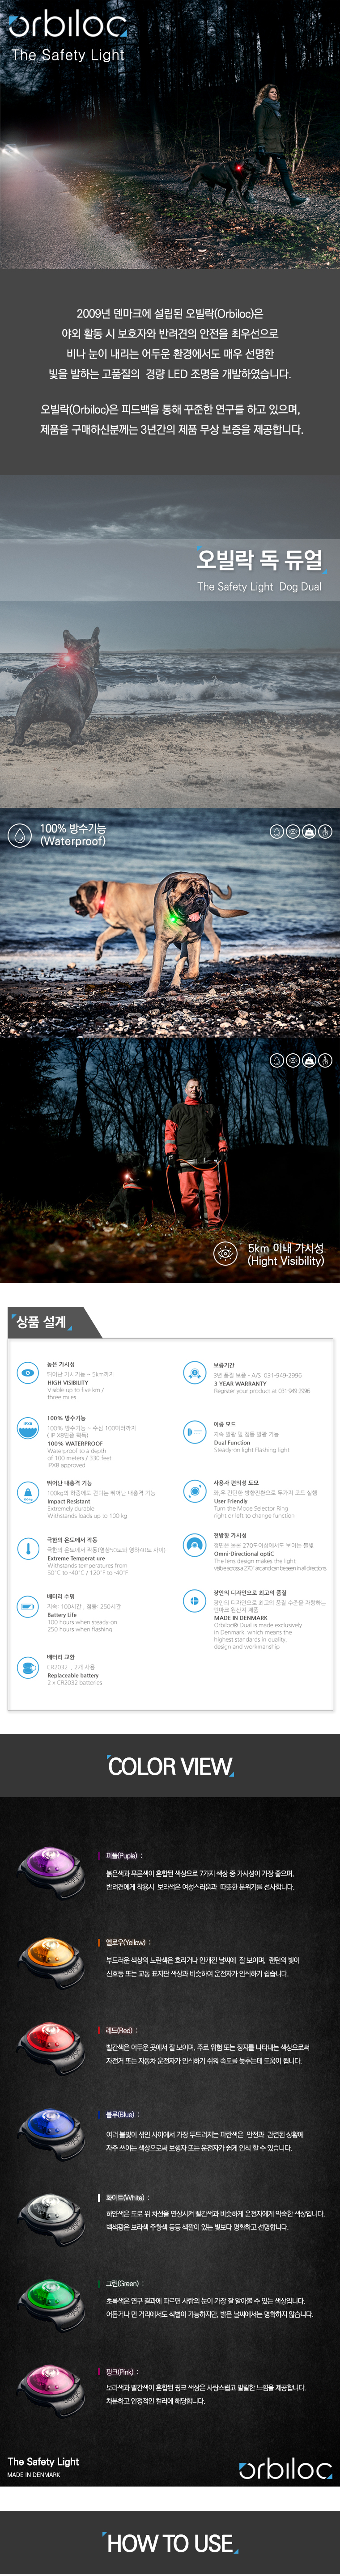 orbiloc
The Safety Light
2009년 덴마크에 설립된 오빌락(Orbiloc)은
야외 활동 시 보호자와 반려견의 안전을 최우선으로
비나 눈이 내리는 어두운 환경에서도 매우 선명한
빛을 발하는 고품질의 경량 LED 조명을 개발하였습니다.
오빌락(Orbiloc)은 피드백을 통해 꾸준한 연구를 하고 있으며,
제품을 구매하신분께는 3년간의 제품 무상 보증을 제공합니다.
오빌락 독 듀얼
The Safety Light Dog Dual
100% 방수기능
(Waterproof)
5km 이내 가시성
(Hight Visibility)
상품 설계
높은 가시성
뛰어난 가시기능 - 5km까지
HIGH VISIBILITY
Visible up to five km /
three miles
100% 방수기능
100% 방수기능 - 수심 100미터까지
( IP X8인증 획득)
100% WATERPROOF
Waterproof to a depth
of 100 meters / 330 feet
IPX8 approved
뛰어난 내충격 기능
100kg의 하중에도 견디는 뛰어난 내충격 기능
Impact Resistant
Extremely durable
Withstands loads up to 100 kg
극한의 온도에서 작동
극한의 온도에서 작동(영상50도와 영하40도 사이)
Extreme Temperat ure
Withstands temperatures from
50˚C to -40˚C / 120˚F to -40˚F
배터리 수명
지속: 100시간 , 점등: 250시간
Battery Life
100 hours when steady-on
250 hours when flashing
배터리 교환
CR2032 , 2개 사용
Replaceable battery
2 x CR2032 batteries
보증기간
3년 품질 보증 - A/S 031-949-2996
3 YEAR WARRANTY
Register your product at 031-949-2996
이중 모드
지속 발광 및 점등 발광 기능
Dual Function
Steady-on light Flashing light
사용자 편의성 도모
좌,우 간단한 방향전환으로 두가지 모드 실행
User Friendly
Turn the Mode Selector Ring
right or left to change function
전방향 가시성
정면은 물론 270도이상에서도 보이는 불빛
Omni-Directional optiC
The lens design makes the light
visible across a 270˚ arc and can be seen in all directions
장인의 디자인으로 최고의 품질
장인의 디자인으로 최고의 품질 수준을 지향하는
덴마크 원산지 제품
MADE IN DENMARK
Orbiloc® Dual is made exclusively
in Denmark, which means the
highest standards in quality,
design and workmanship
COLOR VIEW
퍼플(Puple) :
붉은색과 푸른색이 혼합된 색상으로 7가지 색상 중 가시성이 가장 좋으며,
반려견에게 착용시 보라색은 여성스러움과 따뜻한 분위기를 선사합니다.
옐로우(Yellow) :
부드러운 색상의 노란색은 흐리거나 안개낀 날씨에 잘 보이며, 랜턴의 빛이
신호등 또는 교통 표지판 색상과 비슷하여 운전자가 인식하기 쉽습니다.
레드(Red) :
빨간색은 어두운 곳에서 잘 보이며, 주로 위험 또는 정지를 나타내는 색상으로써
자전거 또는 자동차 운전자가 인식하기 쉬워 속도를 늦추는데 도움이 됩니다.
블루(Blue) :
여러 불빛이 섞인 사이에서 가장 두드러지는 파란색은 안전과 관련된 상황에
자주 쓰이는 색상으로써 보행자 또는 운전자가 쉽게 인식 할 수 있습니다.
화이트(White) :
하얀색은 도로 위 차선을 연상시켜 빨간색과 비슷하게 운전자에게 익숙한 색상입니다.
백색광은 보라색 주황색 등등 색깔이 있는 빛보다 명확하고 선명합니다.
그린(Green) :
초록색은 연구 결과에 따르면 사람의 눈이 가장 잘 알아볼 수 있는 색상입니다.
어둡거나 먼 거리에서도 식별이 가능하지만, 밝은 날씨에서는 명확하지 않습니다.
핑크(Pink) :
보라색과 빨간색이 혼합된 핑크 색상은 사랑스럽고 발랄한 느낌을 제공합니다.
차분하고 안정적인 컬러에 해당합니다.
The Safety Light
MADE IN DENMARK
orbiloc
HOW TO USE